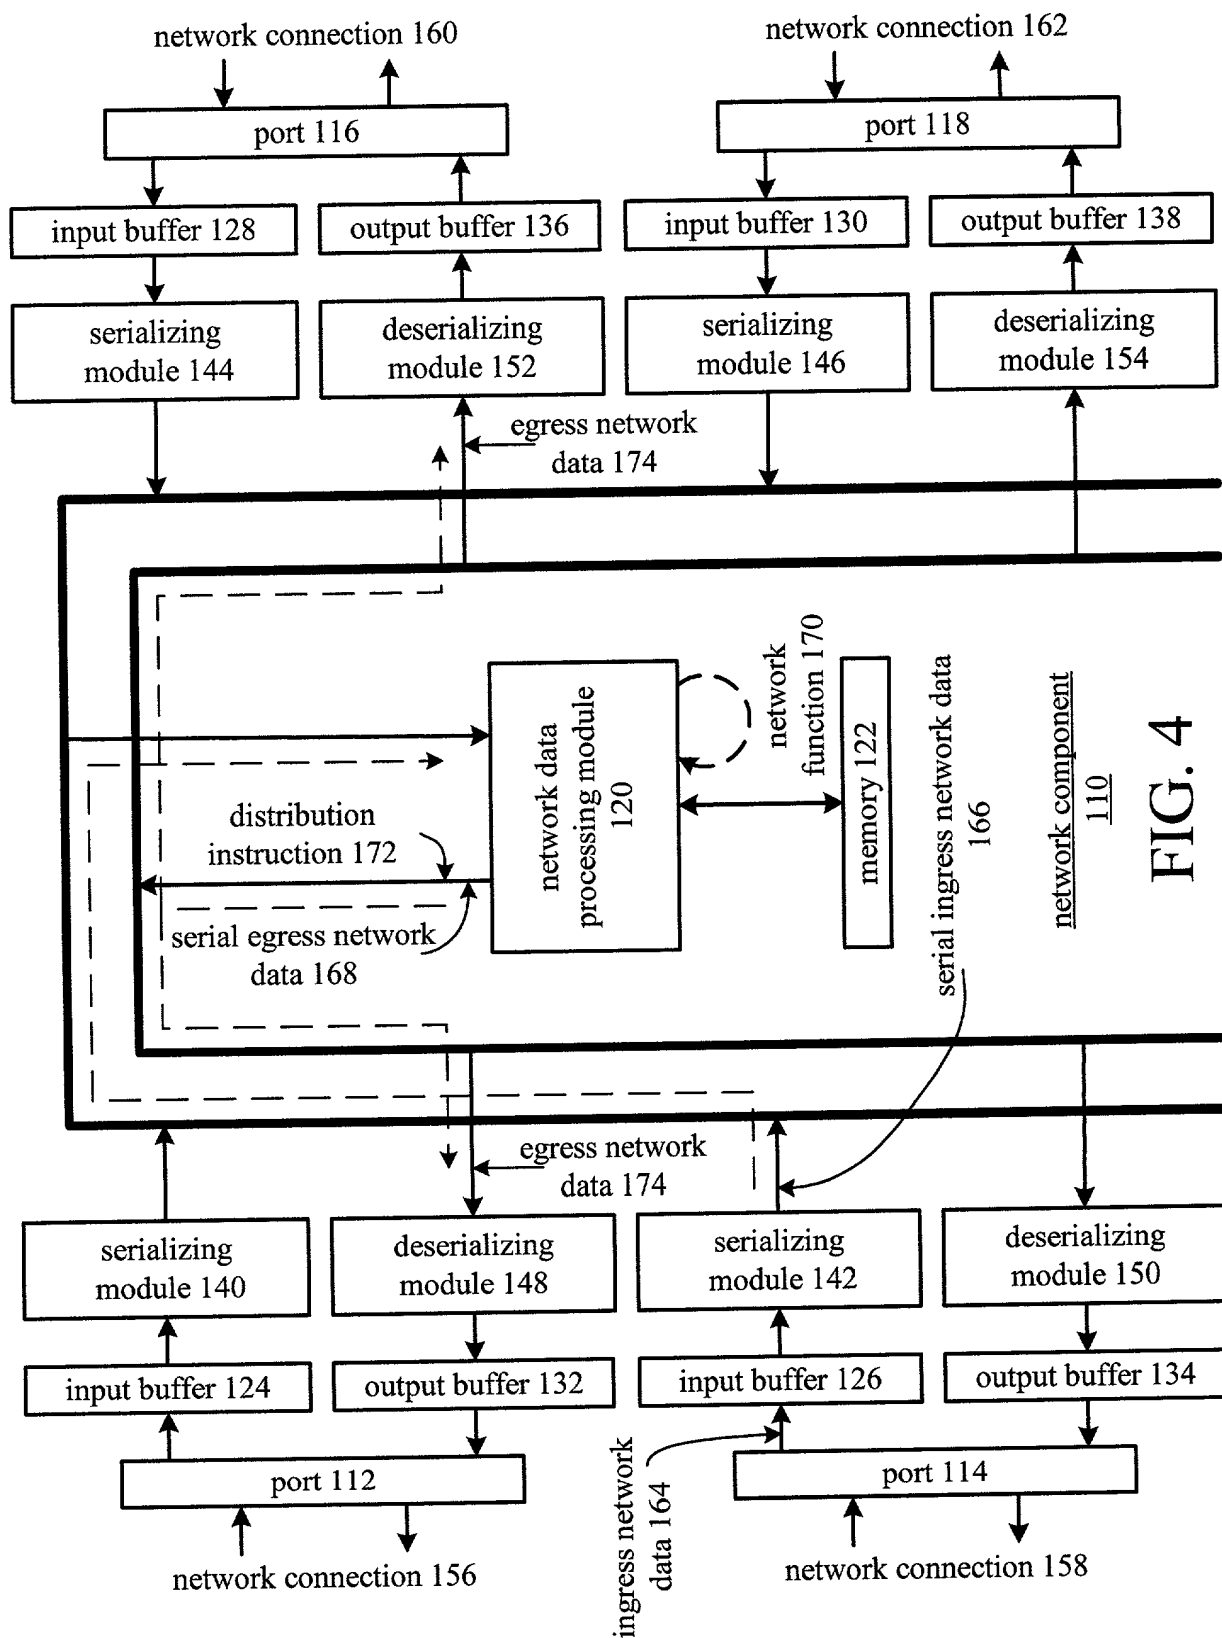 network connection 160
network connection 162
port 116
port 118
input buffer 128
output buffer 136
input buffer 130
output buffer 138
serializing
module 144
deserializing
module 152
serializing
module 146
deserializing
module 154
egress network
data 174
distribution
instruction 172
serial egress network
data 168
network data
processing module
120
network
function 170
memory 122
serial ingress network data
166
network component
110
FIG. 4
egress network
data 174
serializing
module 140
deserializing
module 148
serializing
module 142
deserializing
module 150
input buffer 124
output buffer 132
input buffer 126
output buffer 134
ingress network
data 164
port 112
port 114
network connection 156
network connection 158